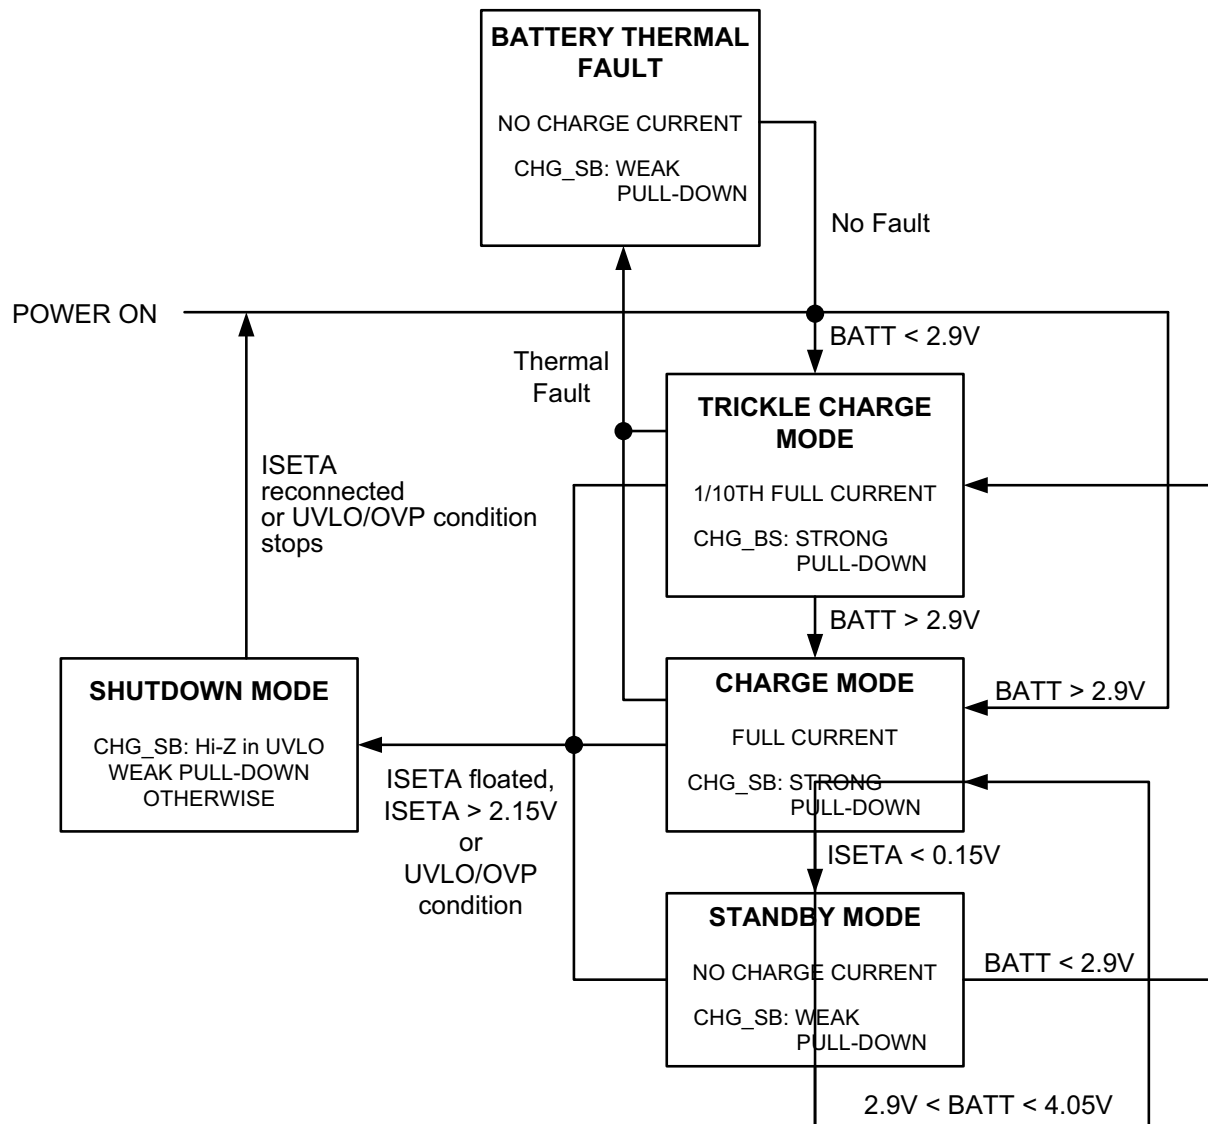 BATTERY THERMAL
FAULT
NO CHARGE CURRENT
CHG_SB: WEAK
PULL-DOWN
No Fault
POWER ON
BATT < 2.9V
Thermal
Fault
TRICKLE CHARGE
MODE
1/10TH FULL CURRENT
CHG_BS: STRONG
PULL-DOWN
ISETA
reconnected
or UVLO/OVP condition
stops
BATT > 2.9V
SHUTDOWN MODE
CHG_SB: Hi-Z in UVLO
WEAK PULL-DOWN
OTHERWISE
CHARGE MODE
FULL CURRENT
CHG_SB: STRONG
PULL-DOWN
BATT > 2.9V
ISETA floated,
ISETA > 2.15V
or
UVLO/OVP
condition
ISETA < 0.15V
STANDBY MODE
NO CHARGE CURRENT
CHG_SB: WEAK
PULL-DOWN
BATT < 2.9V
2.9V < BATT < 4.05V